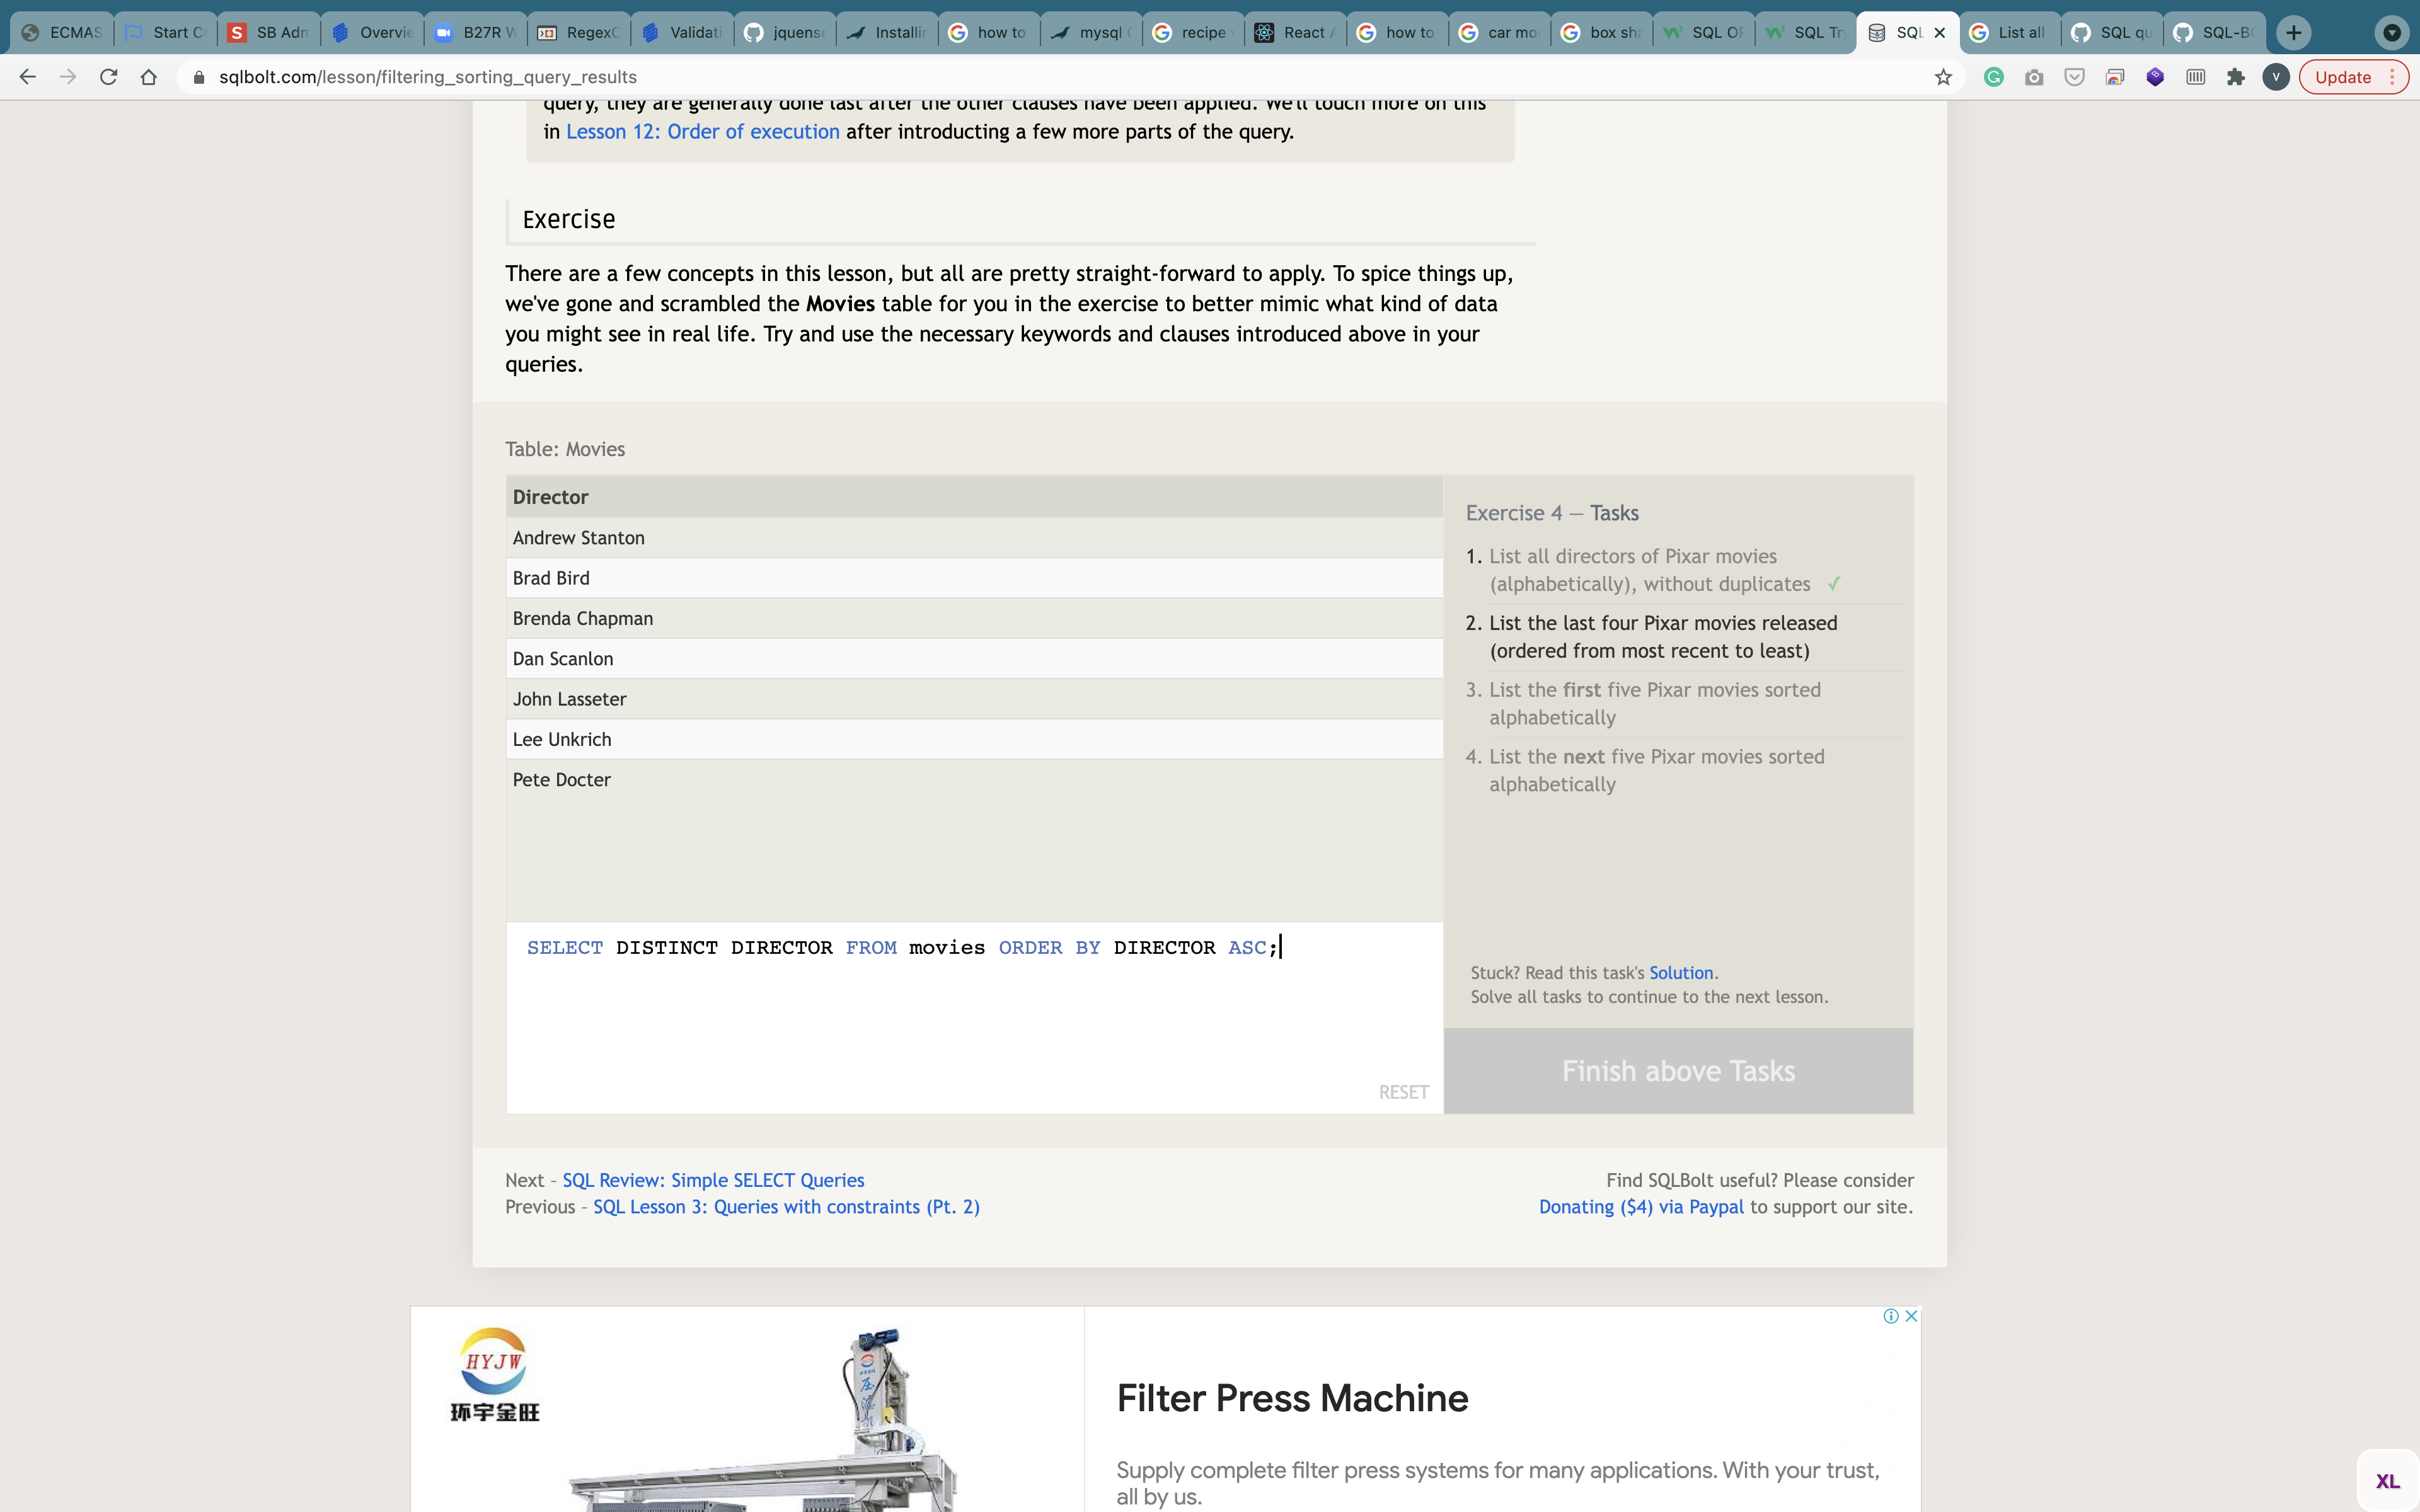 ECMAS
Start C
SB Adm
Overvie
B27R W
RegexC
Validati
jquense
Installin
how to
mysql
recipe
React
how to
car mo
box sha
SQL OF
SQL Try
SQL
List all
SQL qu
SQL-BO
sqlbolt.com/lesson/filtering_sorting_query_results
V
Update
query, they are generally done last after the other clauses have been applied. We'll touch more on this
in Lesson 12: Order of execution after introducting a few more parts of the query.
Exercise
There are a few concepts in this lesson, but all are pretty straight-forward to apply. To spice things up,
we've gone and scrambled the Movies table for you in the exercise to better mimic what kind of data
you might see in real life. Try and use the necessary keywords and clauses introduced above in your
queries.
Table: Movies
Director
Andrew Stanton
Brad Bird
Brenda Chapman
Dan Scanlon
John Lasseter
Lee Unkrich
Pete Docter
SELECT DISTINCT DIRECTOR FROM movies ORDER BY DIRECTOR ASC;
RESET
Exercise 4 — Tasks
1. List all directors of Pixar movies
(alphabetically), without duplicates ✓
2. List the last four Pixar movies released
(ordered from most recent to least)
3. List the first five Pixar movies sorted
alphabetically
4. List the next five Pixar movies sorted
alphabetically
Stuck? Read this task's Solution.
Solve all tasks to continue to the next lesson.
Finish above Tasks
Next – SQL Review: Simple SELECT Queries
Previous – SQL Lesson 3: Queries with constraints (Pt. 2)
Find SQLBolt useful? Please consider
Donating ($4) via Paypal to support our site.
HYJW
环宇金旺
Filter Press Machine
Supply complete filter press systems for many applications. With your trust,
all by us.
XL